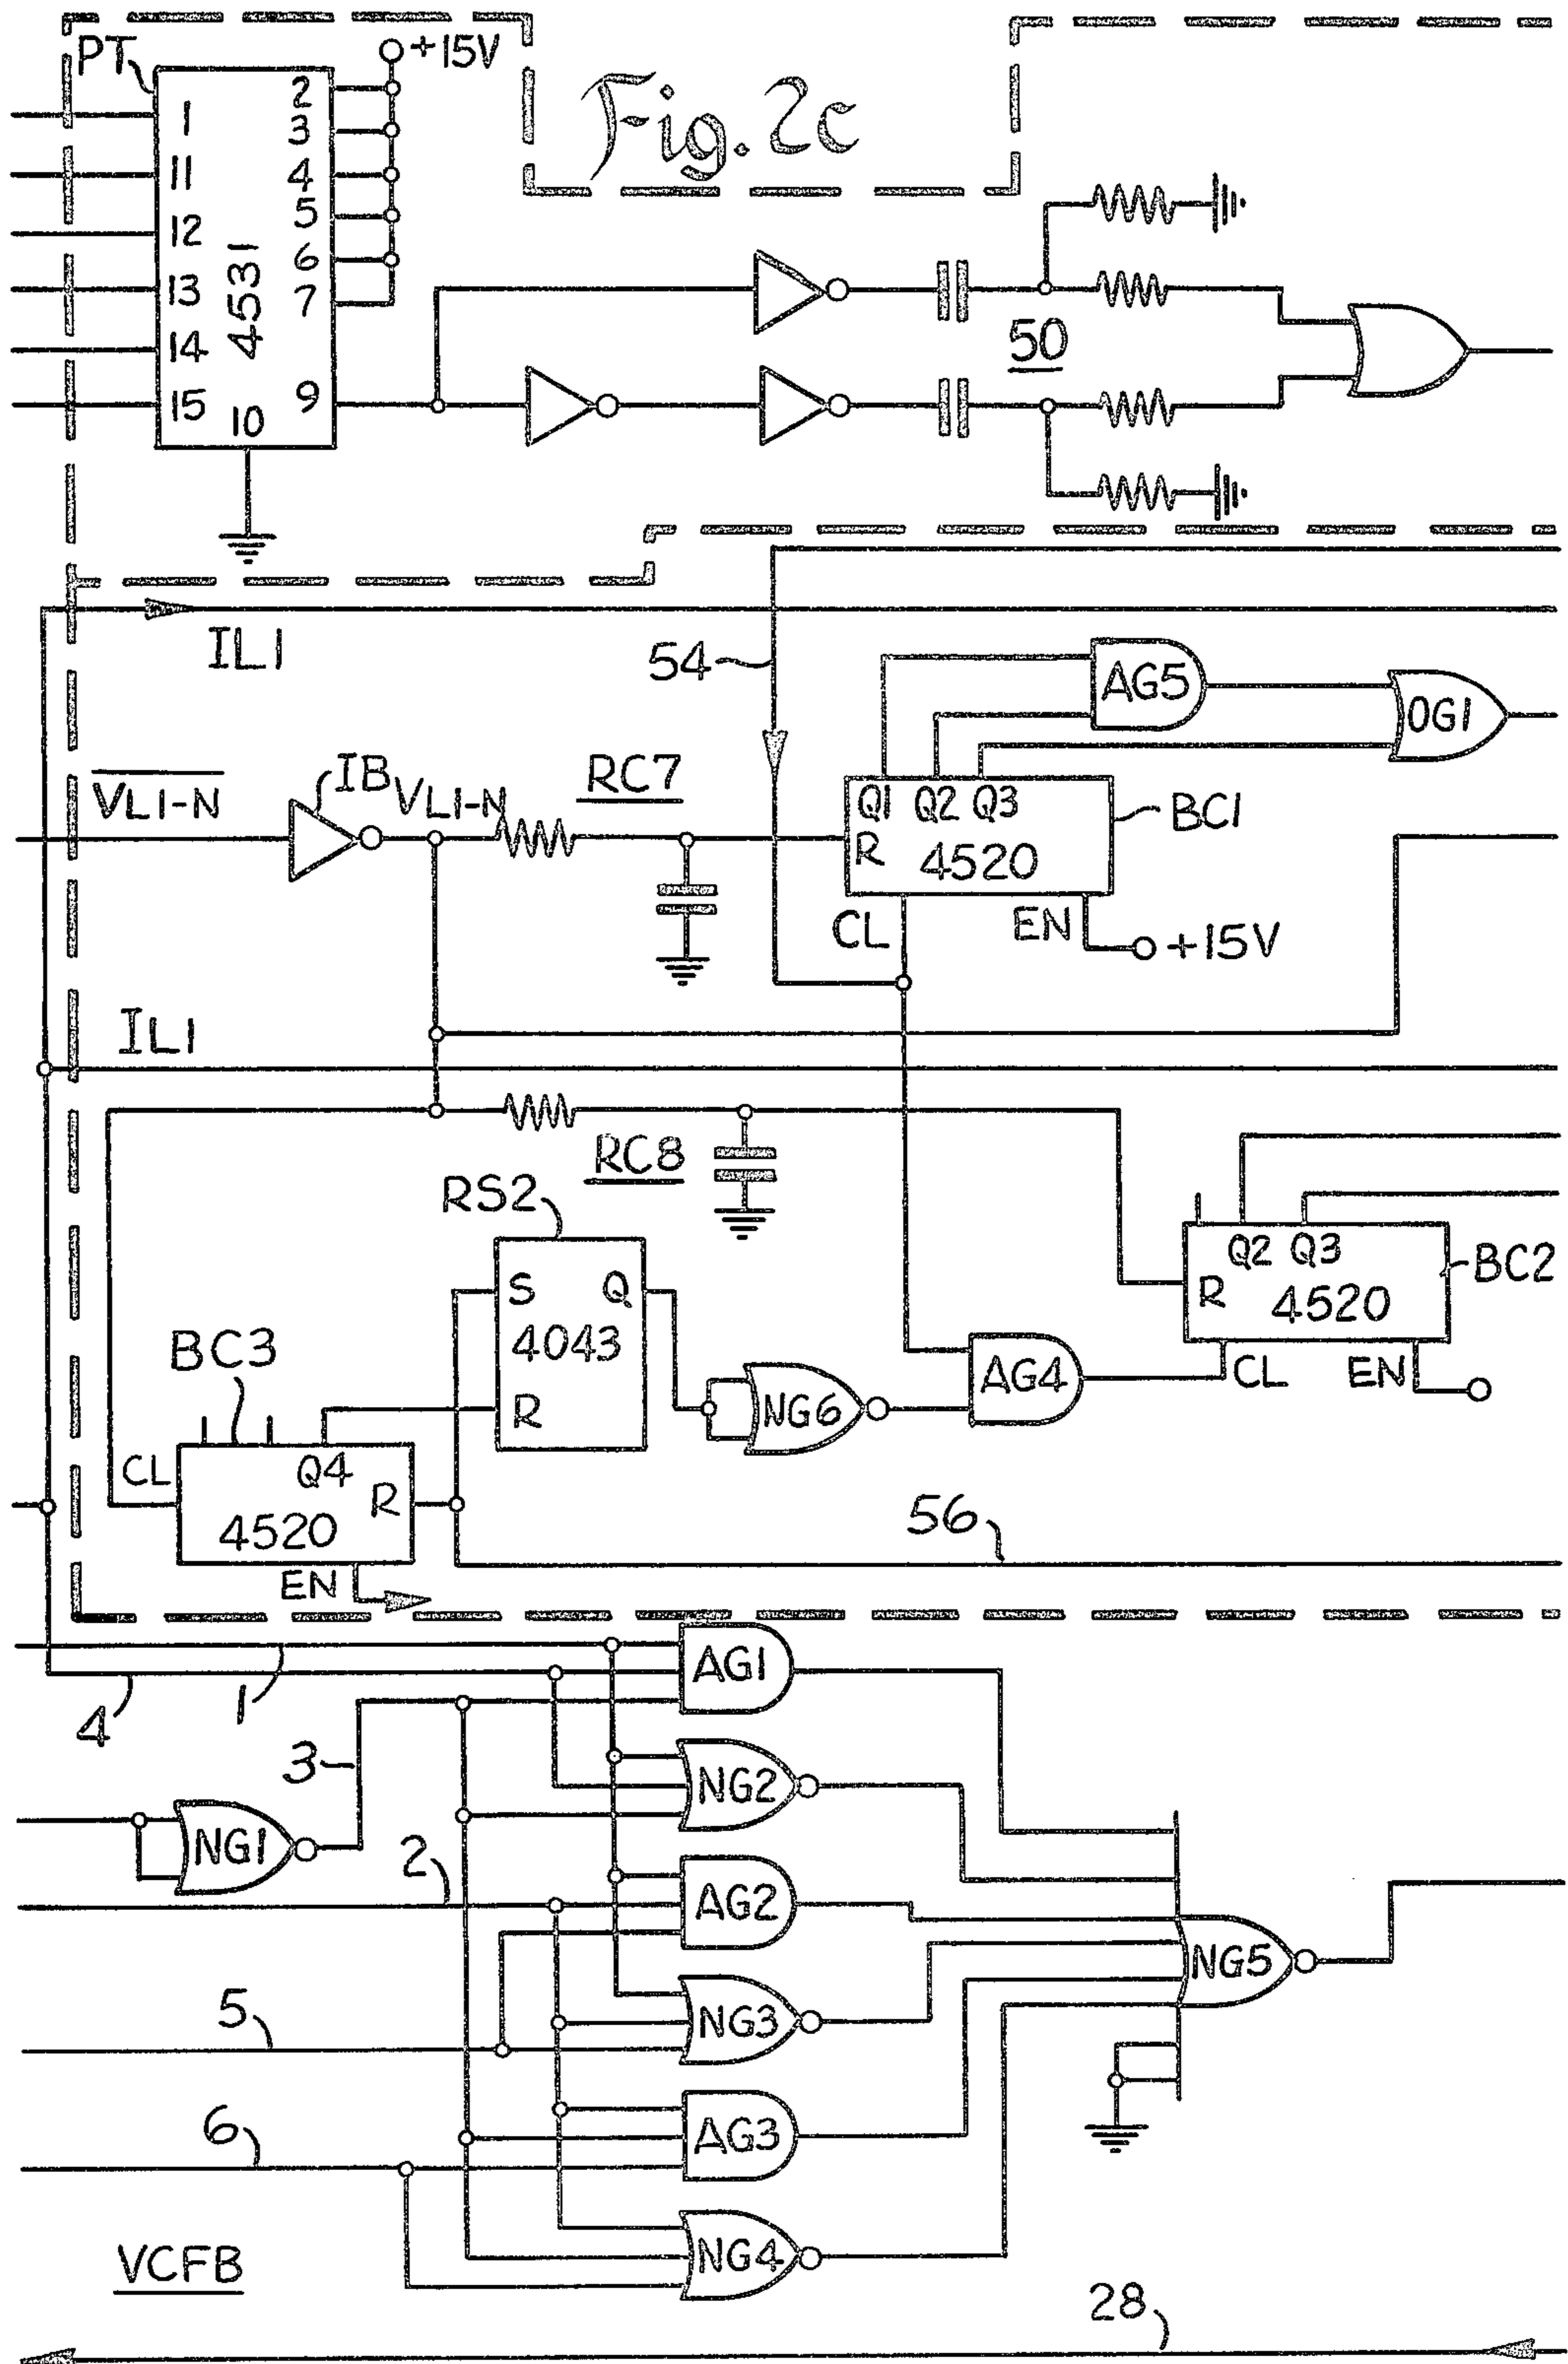 PT
+15V
Fig. 2c
1
2
3
11
4
12
5
13
6
4531
7
14
15
9
10
50
IL1
54
AG5
OG1
VL1-N
IB
VL1-N
RC7
Q1 Q2 Q3
BC1
R
4520
CL
EN
+15V
IL1
RC8
RS2
S
Q
4043
R
Q2 Q3
BC2
R
4520
BC3
NG6
AG4
CL
EN
CL
Q4
R
4520
56
EN
AG1
4
1
3
NG2
NG1
2
AG2
NG5
5
NG3
6
AG3
NG4
VCFB
28